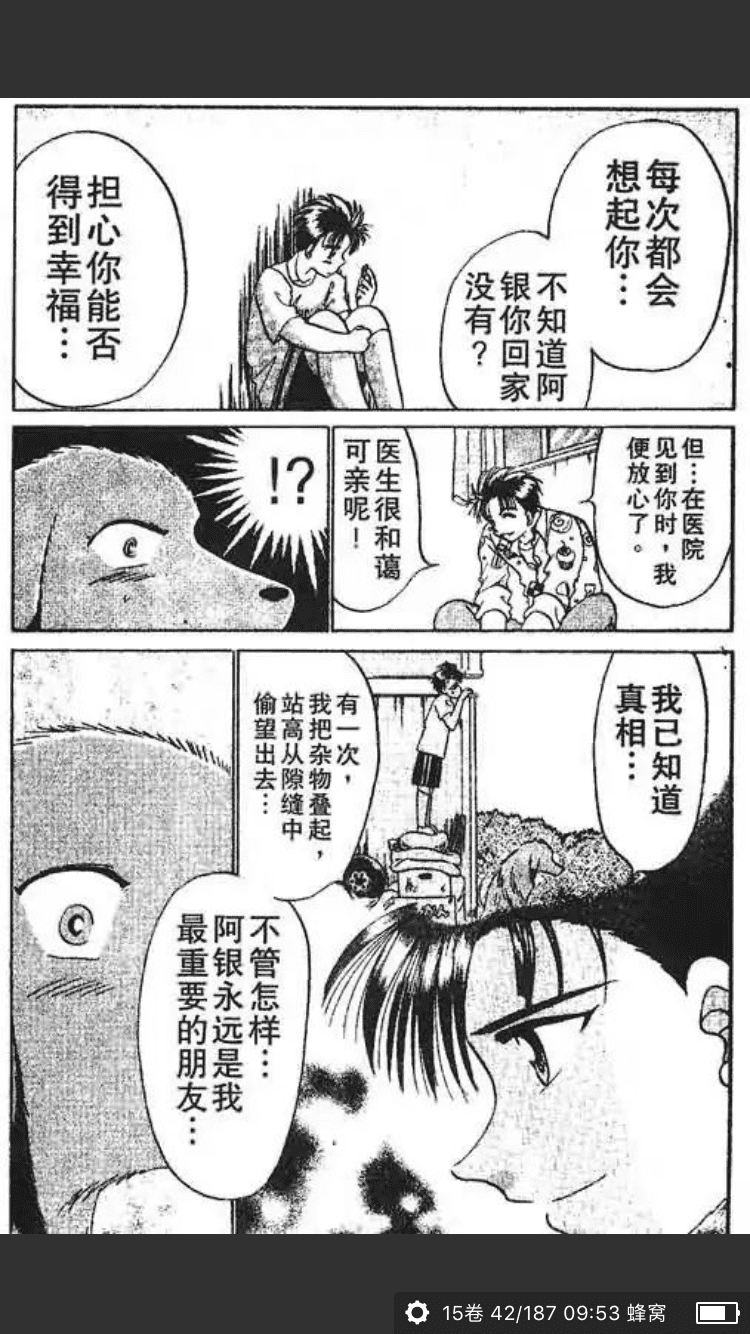 每次都会
想起你…
不知道阿
银你回家
没有？
担心你能否
得到幸福…
但…在医院
见到你时，我
便放心了。
医生很和蔼
可亲呢！
!?
我已知道
真相…
有一次，
我把杂物叠起，
站高从隙缝中
偷望出去…
不管怎样…
阿银永远是我
最重要的朋友…
15卷 42/187 09:53 蜂窝